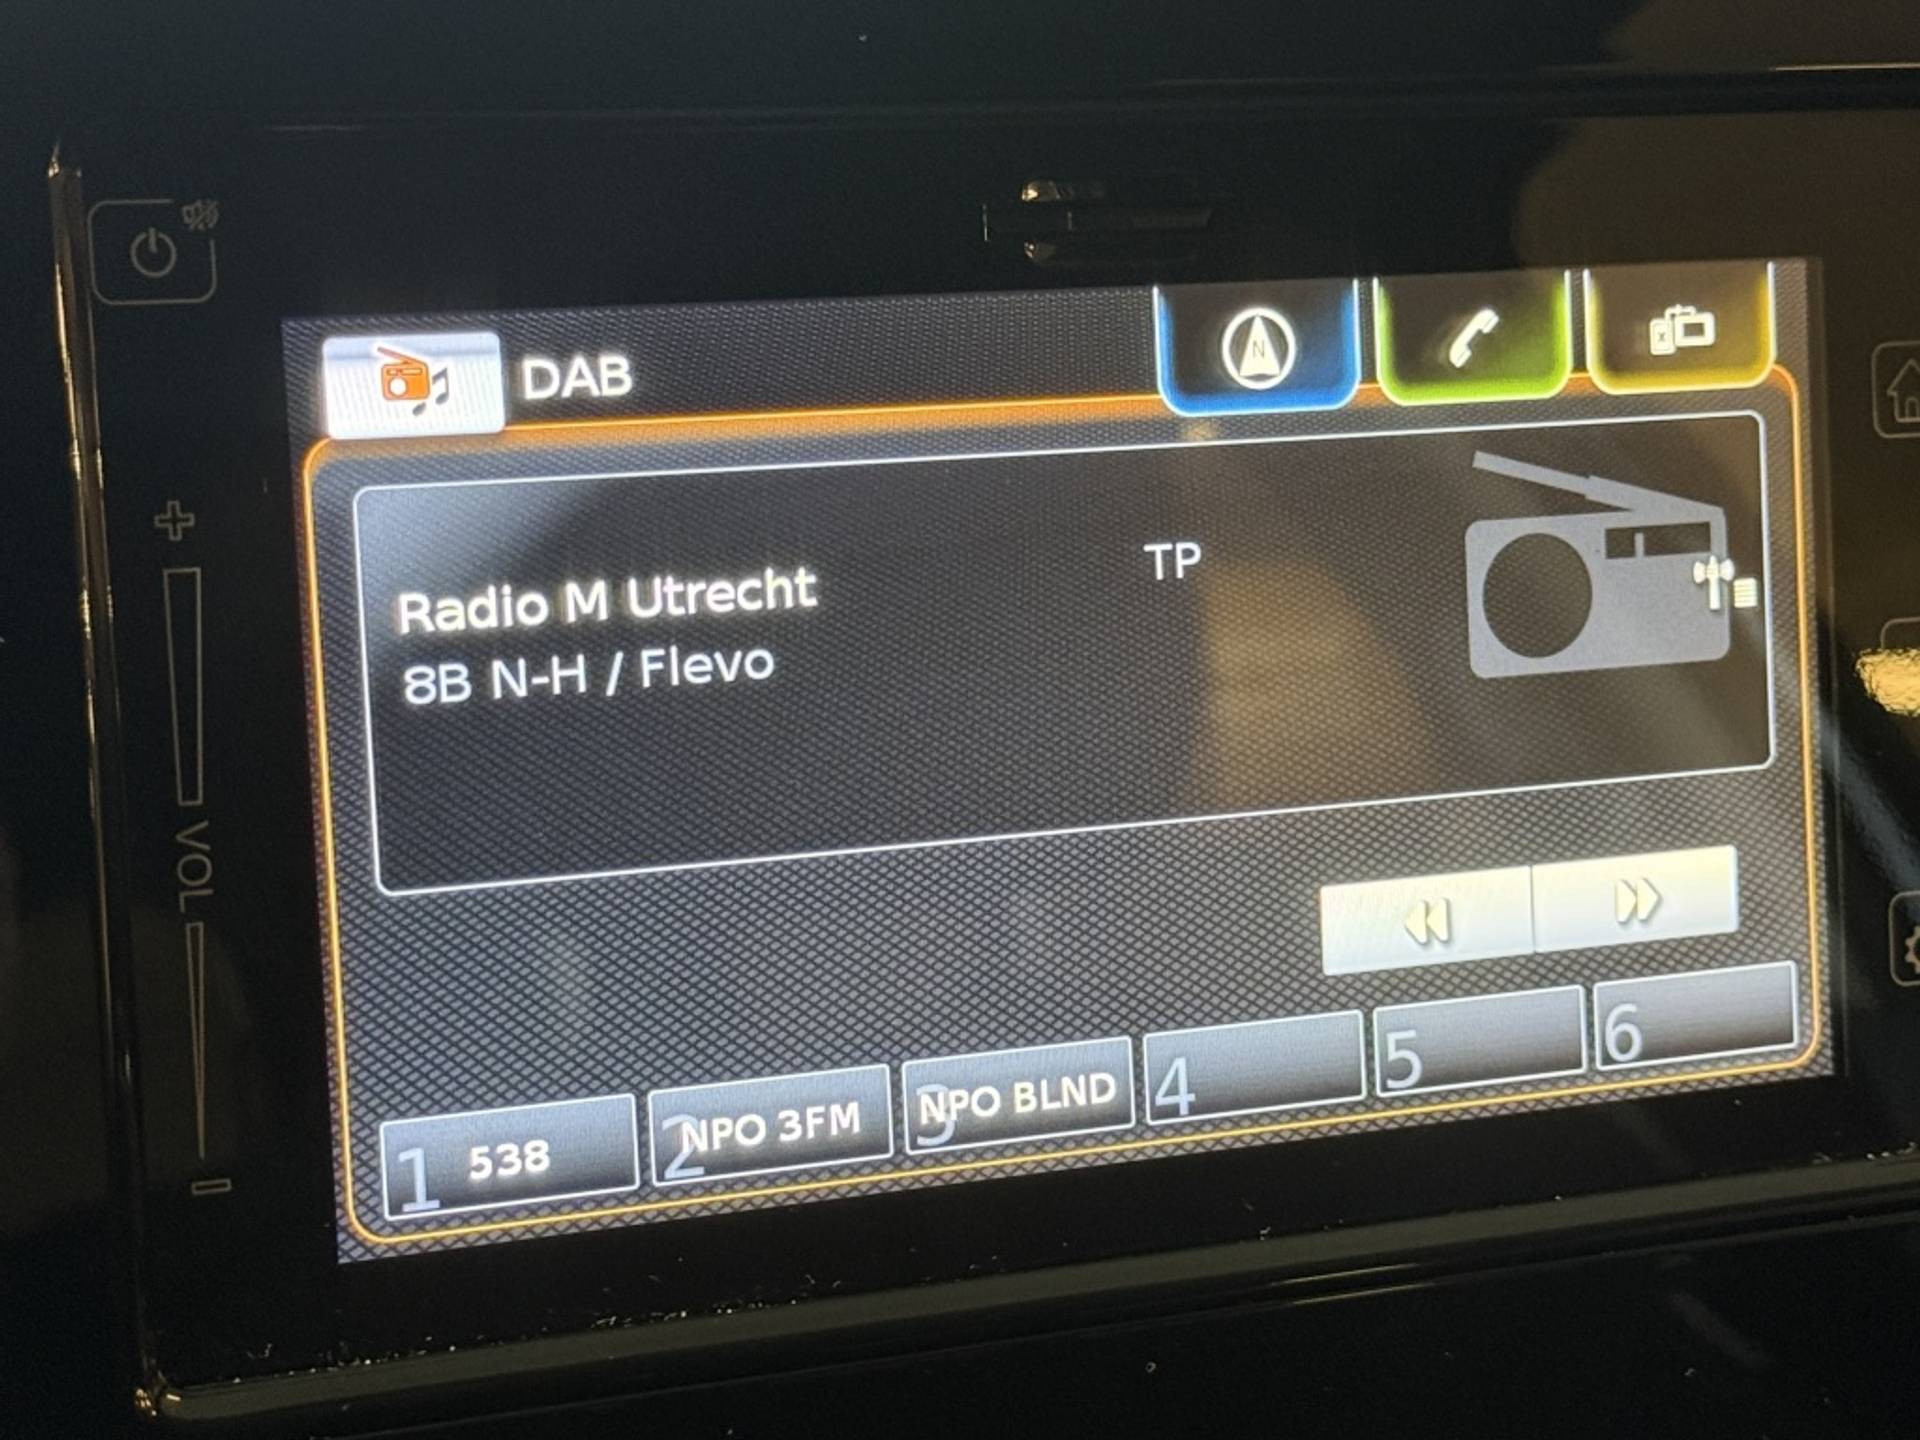 DAB
N
TP
Radio M Utrecht
8B N-H / Flevo
VOL
1 538
2 NPO 3FM
3 NPO BLND
4
5
6